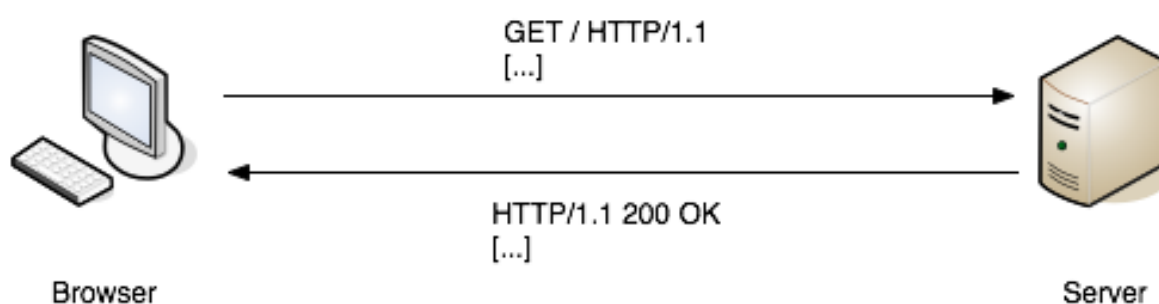 GET / HTTP/1.1
[...]
HTTP/1.1 200 OK
[...]
Browser
Server